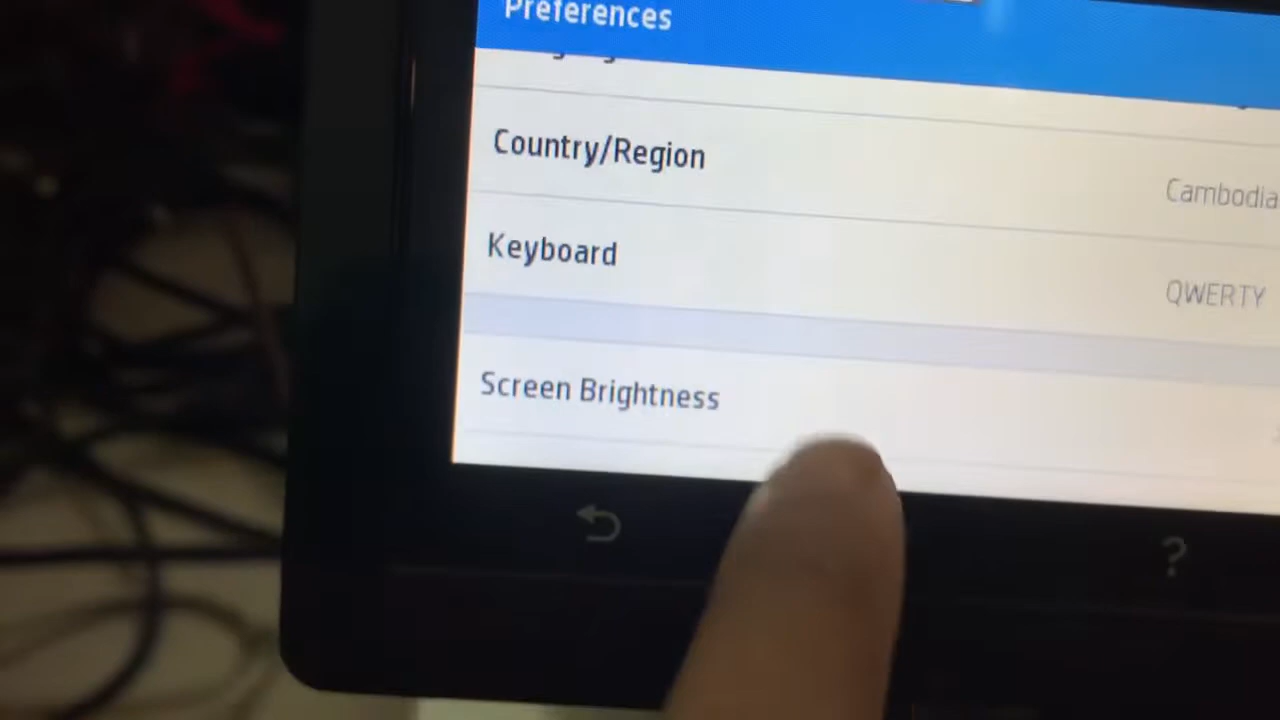 Preferences
Country/Region
Cambodia
Keyboard
QWERTY
Screen Brightness
?